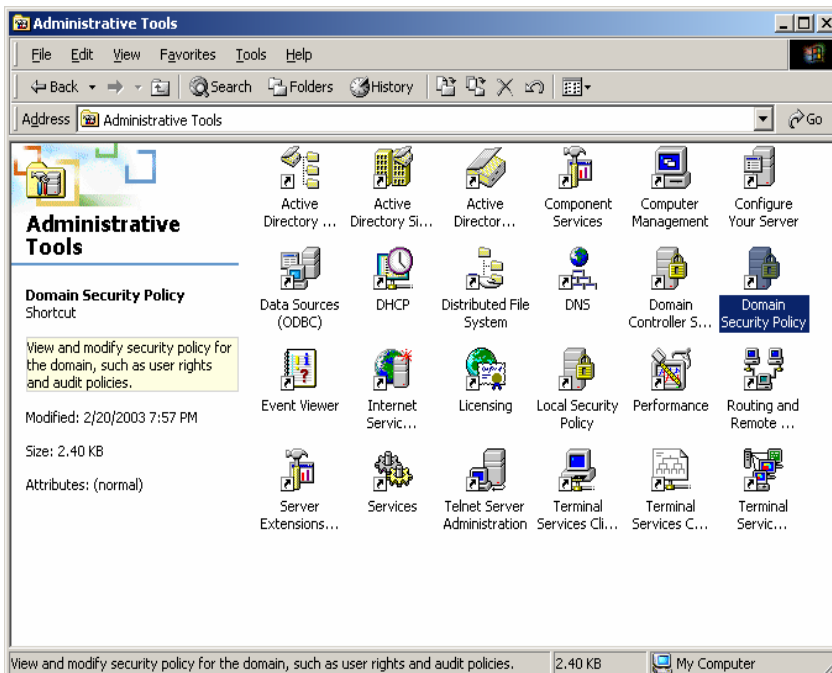 Administrative Tools
File Edit View Favorites Tools Help
Back Search Folders History
Address Administrative Tools Go
Administrative
Tools
Domain Security Policy
Shortcut
View and modify security policy for
the domain, such as user rights
and audit policies.
Modified: 2/20/2003 7:57 PM
Size: 2.40 KB
Attributes: (normal)
Active
Directory ...
Active
Directory Si...
Active
Director...
Component
Services
Computer
Management
Configure
Your Server
Data Sources
(ODBC)
DHCP
Distributed File
System
DNS
Domain
Controller S...
Domain
Security Policy
Event Viewer
Internet
Servic...
Licensing
Local Security
Policy
Performance
Routing and
Remote ...
Server
Extensions...
Services
Telnet Server
Administration
Terminal
Services Cli...
Terminal
Services C...
Terminal
Servic...
View and modify security policy for the domain, such as user rights and audit policies. 2.40 KB My Computer